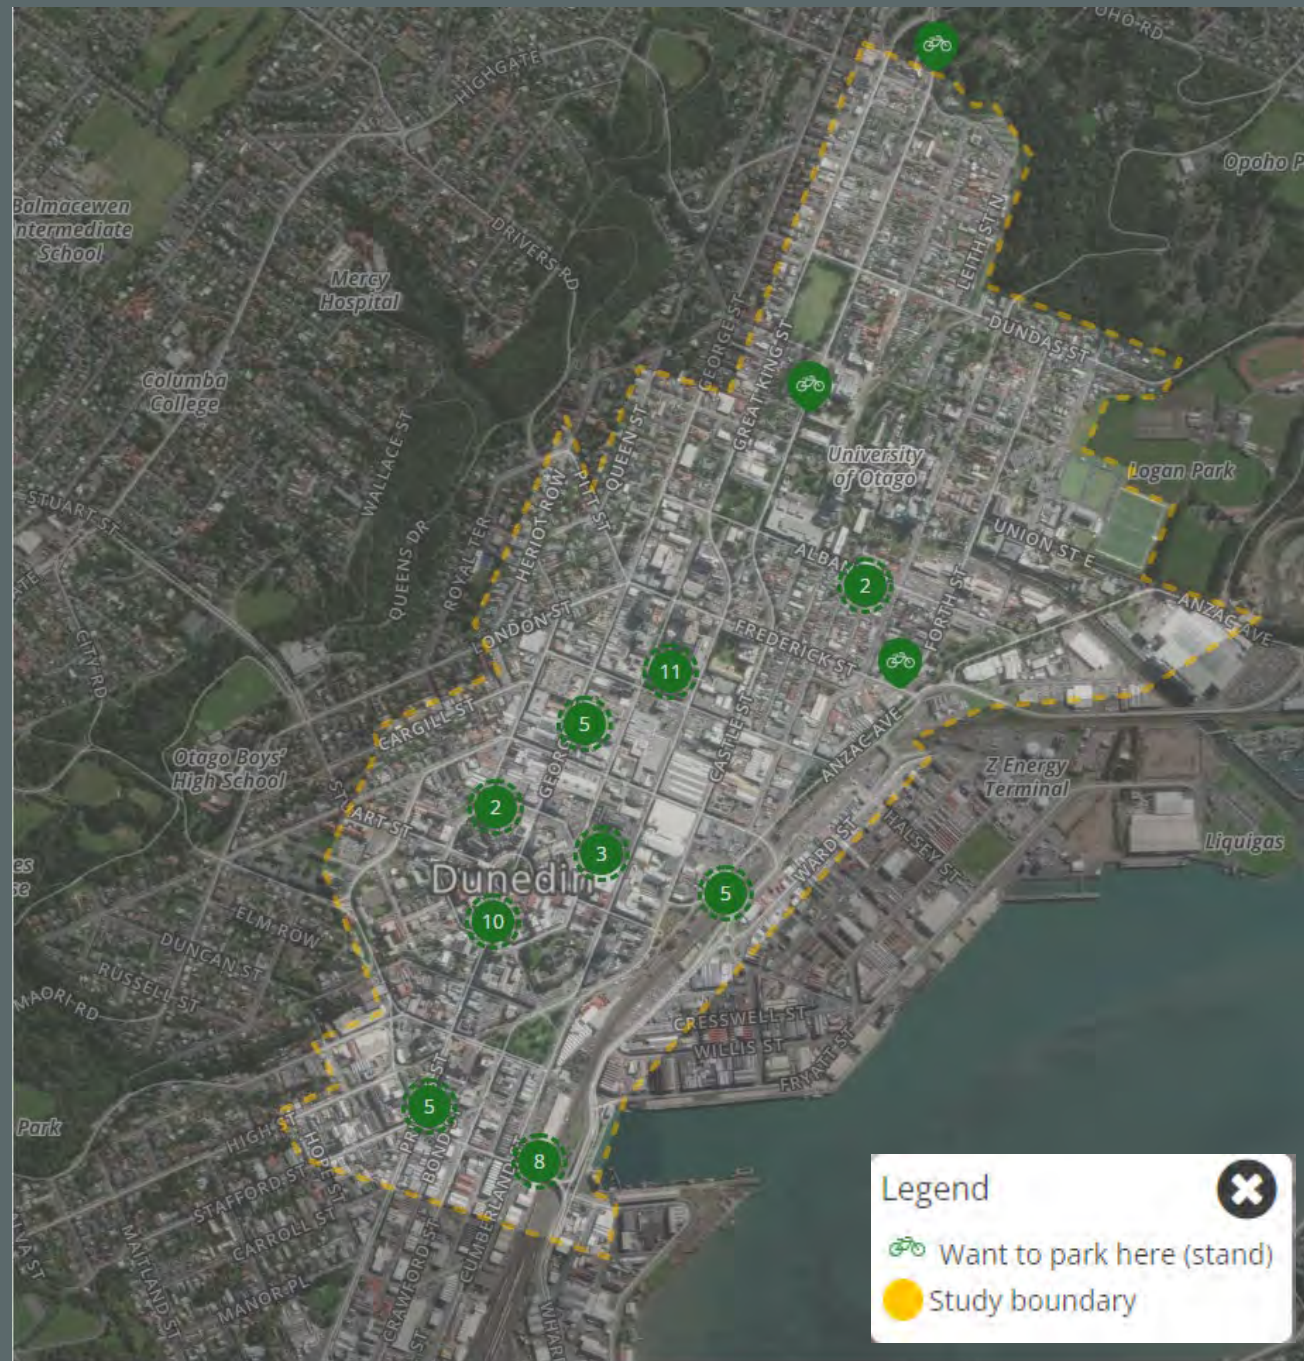 OHO RD
HIGHGATE
Opoho P
Balmacewen
Intermediate
School
DRIVERS RD
LEITH ST N
Mercy
Hospital
DUNDAS ST
GEORGE ST
GREAT KING ST
Columba
College
QUEEN ST
WALLACE ST
University
of Otago
Logan Park
STUART ST
PITT ST
HERIOT ROW
QUEENS DR
ROYAL TER
UNION ST E
ALBAN
2
ANZAC AVE
LONDON ST
FREDERICK ST
FORTH ST
CITY RD
11
CARGILL ST
5
CASTLE ST
ANZAC AVE
Otago Boys'
High School
GEORG
Z Energy
Terminal
STUART ST
2
WARD ST
HALSEY ST
Liquigas
3
Dunedin
5
10
ELM ROW
DUNCAN ST
RUSSELL ST
MAORI RD
CRESSWELL ST
WILLIS ST
FRYATT ST
5
Park
HIGH ST
HOPE ST
BOND
8
CUMBERLAND ST
STAFFORD ST
CARROLL ST
MAITLAND ST
MANOR PL
CRAWFORD ST
ST
WHAR
Legend
Want to park here (stand)
Study boundary